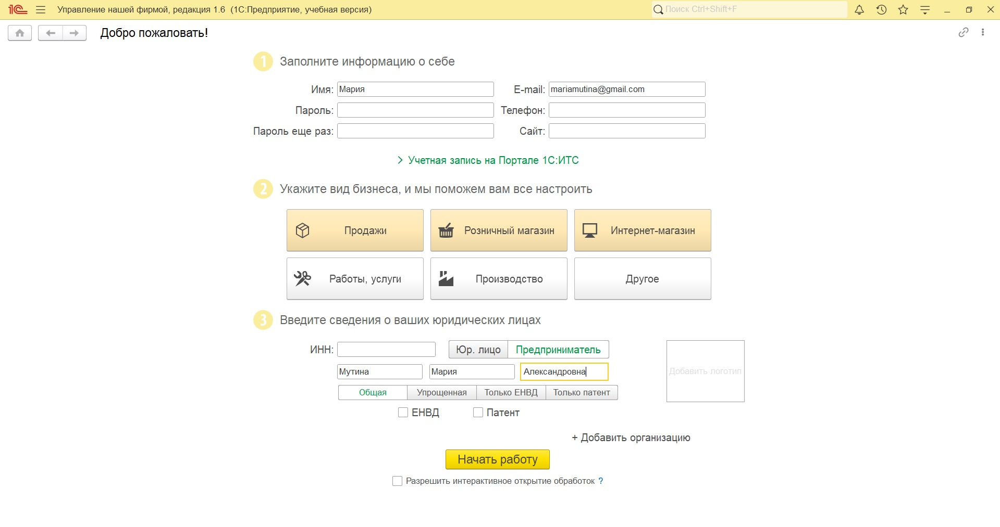 1С Управление нашей фирмой, редакция 1.6 (1С:Предприятие, учебная версия) Поиск Ctrl+Shift+F
Добро пожаловать!
1 Заполните информацию о себе
Имя: Мария E-mail: mariamutina@gmail.com
Пароль: Телефон:
Пароль еще раз: Сайт:
> Учетная запись на Портале 1С:ИТС
2 Укажите вид бизнеса, и мы поможем вам все настроить
Продажи Розничный магазин Интернет-магазин
Работы, услуги Производство Другое
3 Введите сведения о ваших юридических лицах
ИНН: Юр. лицо Предприниматель
Мутина Мария Александровна Добавить логотип
Общая Упрощенная Только ЕНВД Только патент
ЕНВД Патент
+ Добавить организацию
Начать работу
Разрешить интерактивное открытие обработок ?